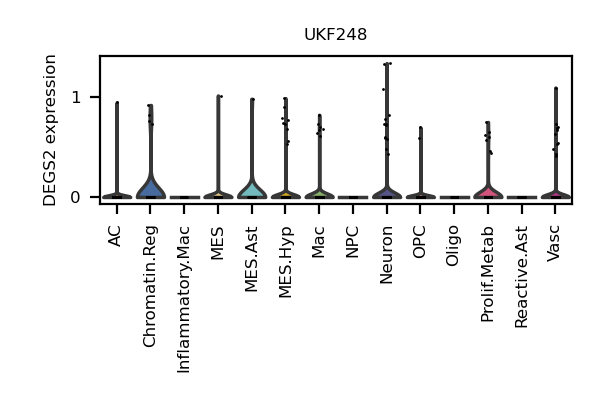 UKF248
DEGS2 expression
1
0
AC
Chromatin.Reg
Inflammatory.Mac
MES
MES.Ast
MES.Hyp
Mac
NPC
Neuron
OPC
Oligo
Prolif.Metab
Reactive.Ast
Vasc